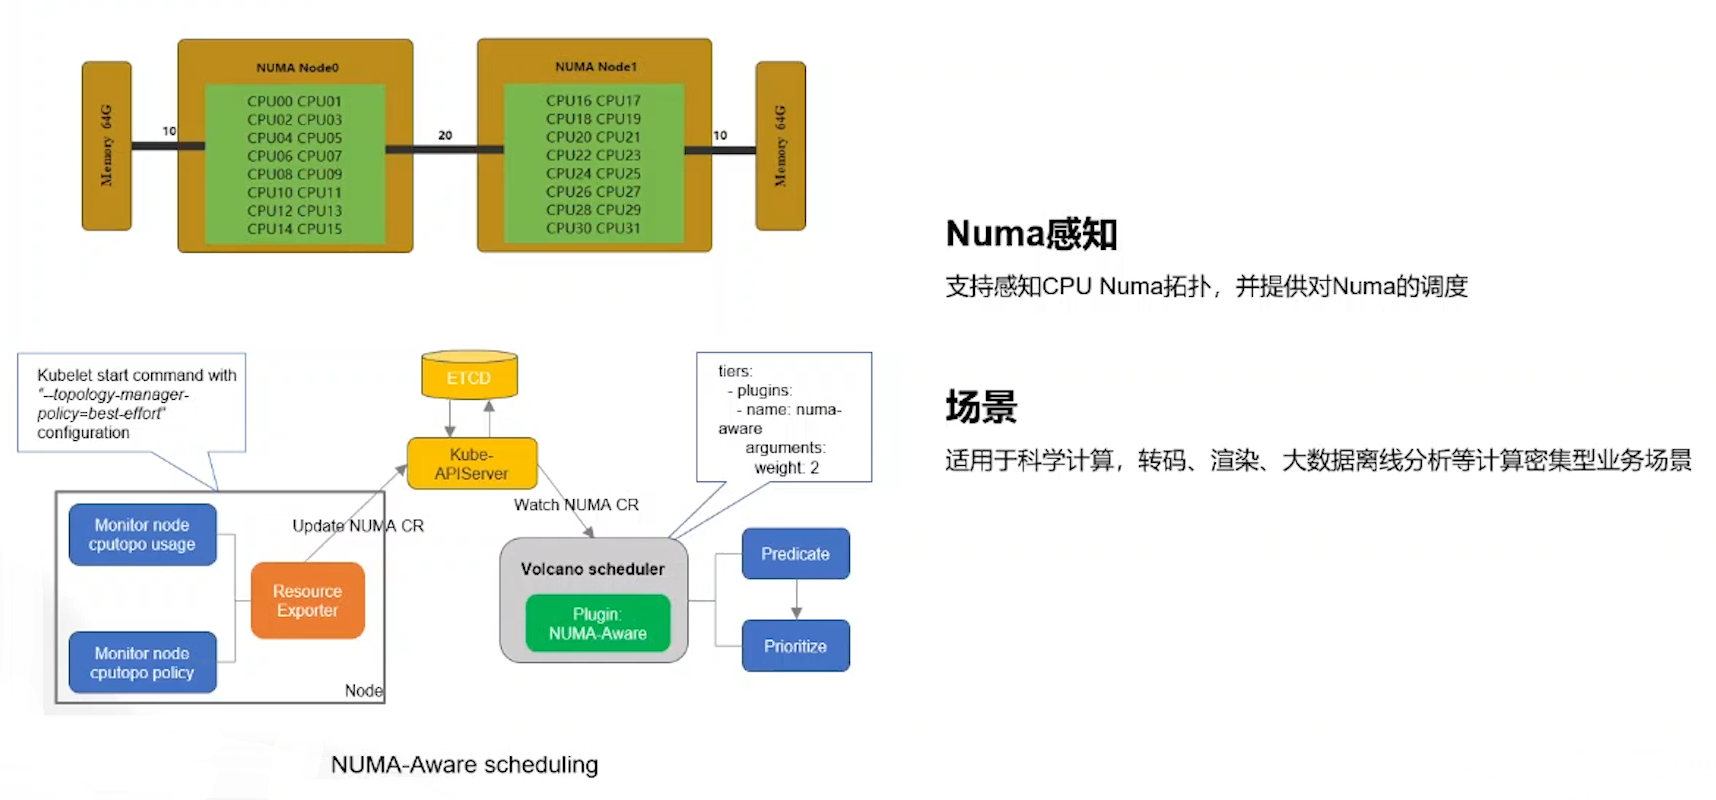 NUMA Node0
NUMA Node1
Memory 64G
10
CPU00 CPU01
CPU02 CPU03
CPU04 CPU05
CPU06 CPU07
CPU08 CPU09
CPU10 CPU11
CPU12 CPU13
CPU14 CPU15
20
CPU16 CPU17
CPU18 CPU19
CPU20 CPU21
CPU22 CPU23
CPU24 CPU25
CPU26 CPU27
CPU28 CPU29
CPU30 CPU31
10
Memory 64G
Numa感知
支持感知CPU Numa拓扑，并提供对Numa的调度
场景
适用于科学计算，转码、渲染、大数据离线分析等计算密集型业务场景
Kubelet start command with
"--topology-manager-
policy=best-effort"
configuration
ETCD
Kube-
APIServer
tiers:
- plugins:
- name: numa-
aware
arguments:
weight: 2
Update NUMA CR
Watch NUMA CR
Monitor node
cputopo usage
Resource
Exporter
Monitor node
cputopo policy
Node
Volcano scheduler
Plugin:
NUMA-Aware
Predicate
Prioritize
NUMA-Aware scheduling